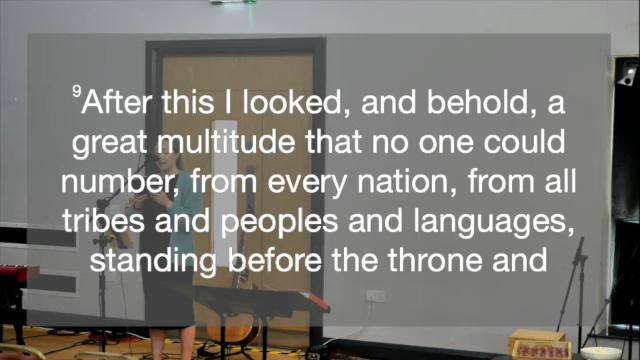 ⁹After this I looked, and behold, a
great multitude that no one could
number, from every nation, from all
tribes and peoples and languages,
standing before the throne and